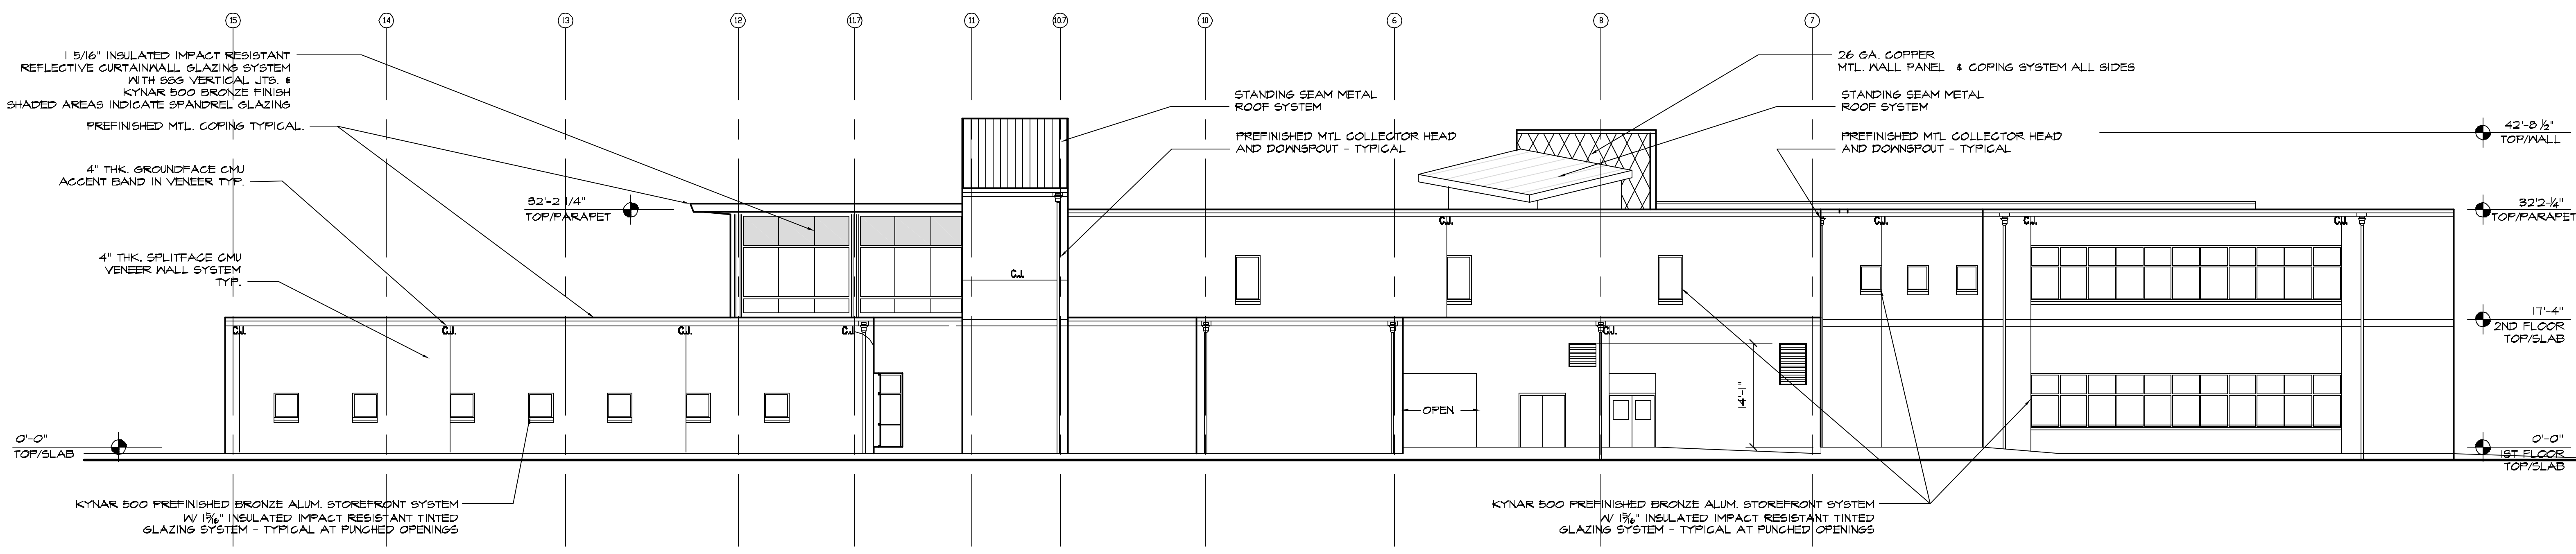 15 14 13 12 11.7 11 10.7 10 6 8 7
1 5/16" INSULATED IMPACT RESISTANT
REFLECTIVE CURTAINWALL GLAZING SYSTEM
WITH SSG VERTICAL JTS. &
KYNAR 500 BRONZE FINISH
SHADED AREAS INDICATE SPANDREL GLAZING
PREFINISHED MTL. COPING TYPICAL.
4" THK. GROUNDFACE CMU
ACCENT BAND IN VENEER TYP.
4" THK. SPLITFACE CMU
VENEER WALL SYSTEM
TYP.
32'-2 1/4"
TOP/PARAPET
STANDING SEAM METAL
ROOF SYSTEM
PREFINISHED MTL COLLECTOR HEAD
AND DOWNSPOUT - TYPICAL
26 GA. COPPER
MTL. WALL PANEL & COPING SYSTEM ALL SIDES
STANDING SEAM METAL
ROOF SYSTEM
PREFINISHED MTL COLLECTOR HEAD
AND DOWNSPOUT - TYPICAL
42'-8 1/2"
TOP/WALL
32'2-1/4"
TOP/PARAPET
C.J. C.J. C.J. C.J.
C.J.
C.J.
C.J. C.J. C.J. C.J.
17'-4"
2ND FLOOR
TOP/SLAB
14'-1"
OPEN
0'-0"
TOP/SLAB
0'-0"
1ST FLOOR
TOP/SLAB
KYNAR 500 PREFINISHED BRONZE ALUM. STOREFRONT SYSTEM
W/ 1 5/16" INSULATED IMPACT RESISTANT TINTED
GLAZING SYSTEM - TYPICAL AT PUNCHED OPENINGS
KYNAR 500 PREFINISHED BRONZE ALUM. STOREFRONT SYSTEM
W/ 1 5/16" INSULATED IMPACT RESISTANT TINTED
GLAZING SYSTEM - TYPICAL AT PUNCHED OPENINGS